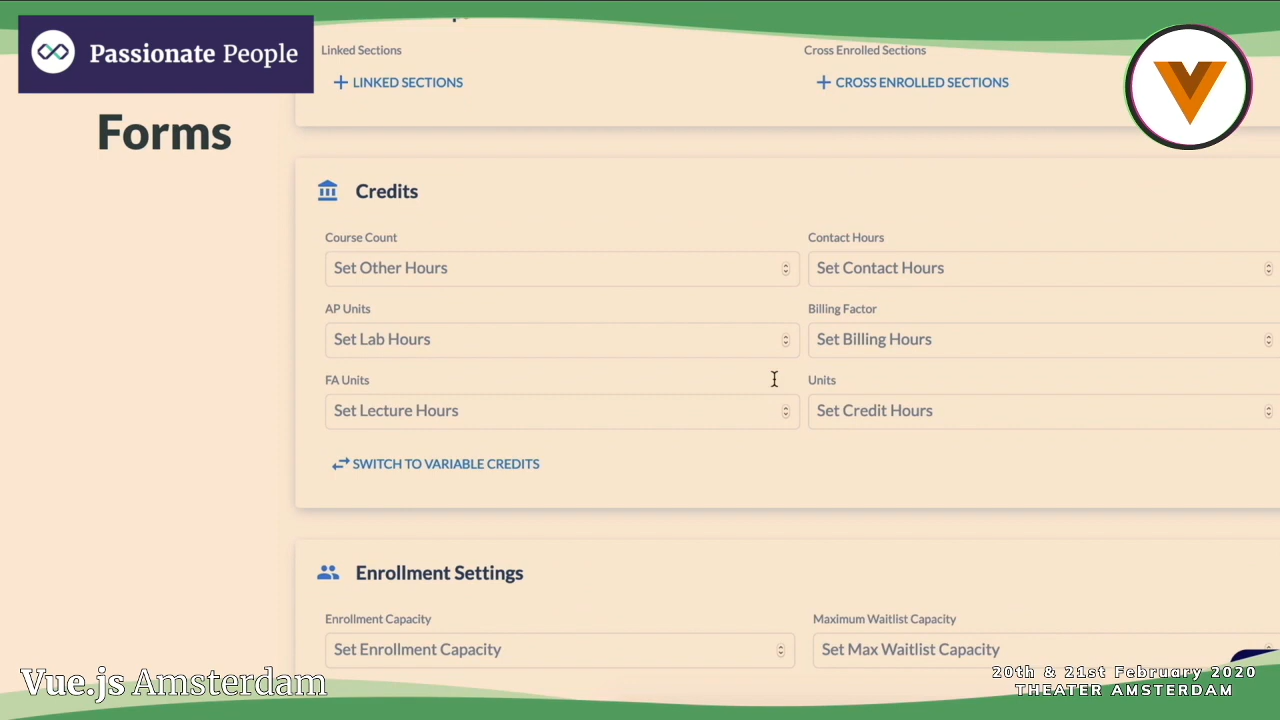 Passionate People
Forms
Linked Sections
Cross Enrolled Sections
LINKED SECTIONS
CROSS ENROLLED SECTIONS
Credits
Course Count
Contact Hours
Set Other Hours
Set Contact Hours
AP Units
Billing Factor
Set Lab Hours
Set Billing Hours
FA Units
Units
Set Lecture Hours
Set Credit Hours
SWITCH TO VARIABLE CREDITS
Enrollment Settings
Enrollment Capacity
Maximum Waitlist Capacity
Set Enrollment Capacity
Set Max Waitlist Capacity
Vue.js Amsterdam
20th & 21st February 2020
THEATER AMSTERDAM